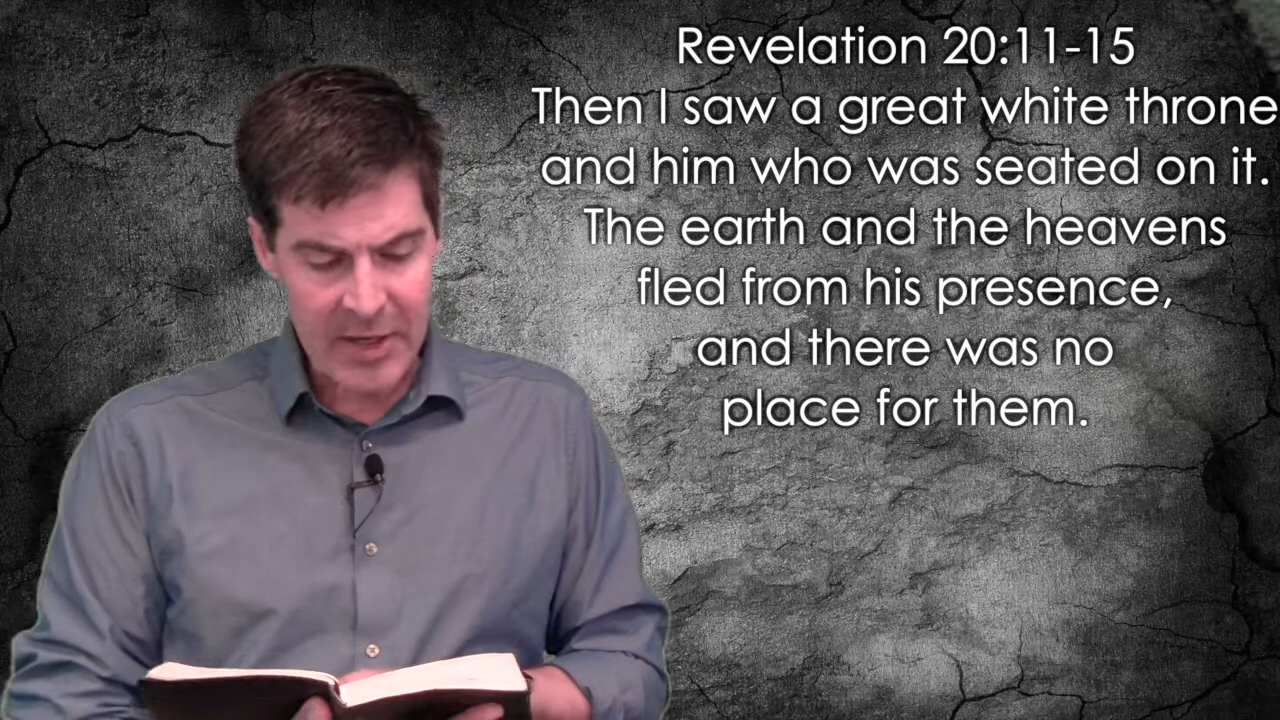 Revelation 20:11-15
Then I saw a great white throne
and him who was seated on it.
The earth and the heavens
fled from his presence,
and there was no
place for them.